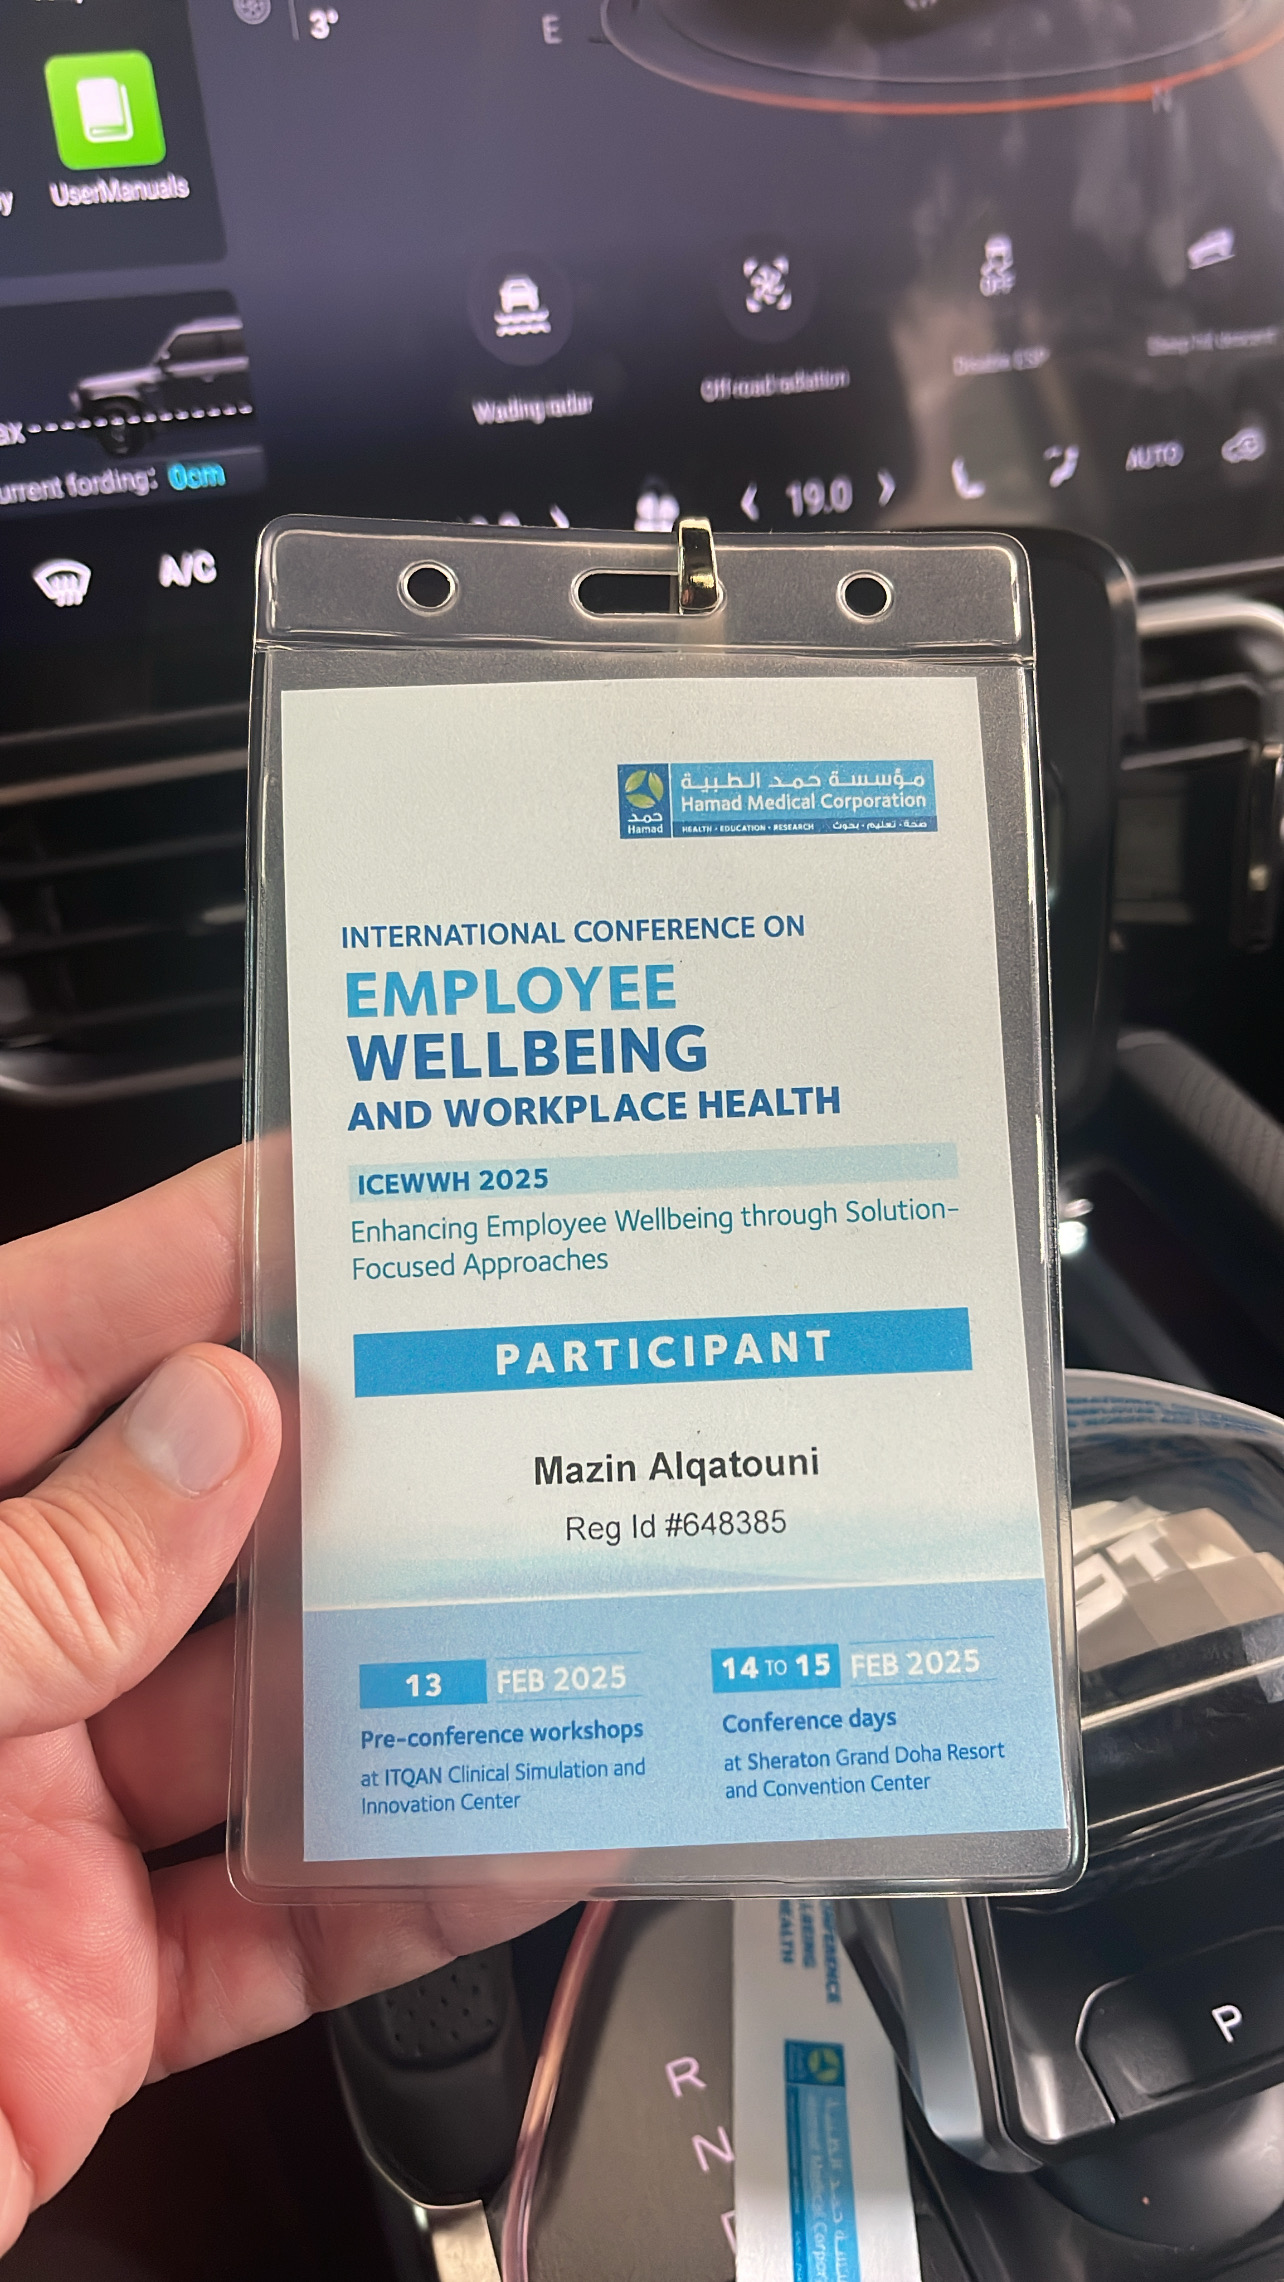 3°
E
N
UserManuals
Wading radar
Off-road radiation
OFF
Disable ESP
urrent fording: 0cm
19.0
AUTO
A/C
مؤسسة حمد الطبية
Hamad Medical Corporation
حمد
Hamad
HEALTH • EDUCATION • RESEARCH صحة • تعليم • بحوث
INTERNATIONAL CONFERENCE ON
EMPLOYEE
WELLBEING
AND WORKPLACE HEALTH
ICEWWH 2025
Enhancing Employee Wellbeing through Solution-
Focused Approaches
PARTICIPANT
Mazin Alqatouni
Reg Id #648385
13 FEB 2025
Pre-conference workshops
at ITQAN Clinical Simulation and
Innovation Center
14 TO 15 FEB 2025
Conference days
at Sheraton Grand Doha Resort
and Convention Center
P
R
N